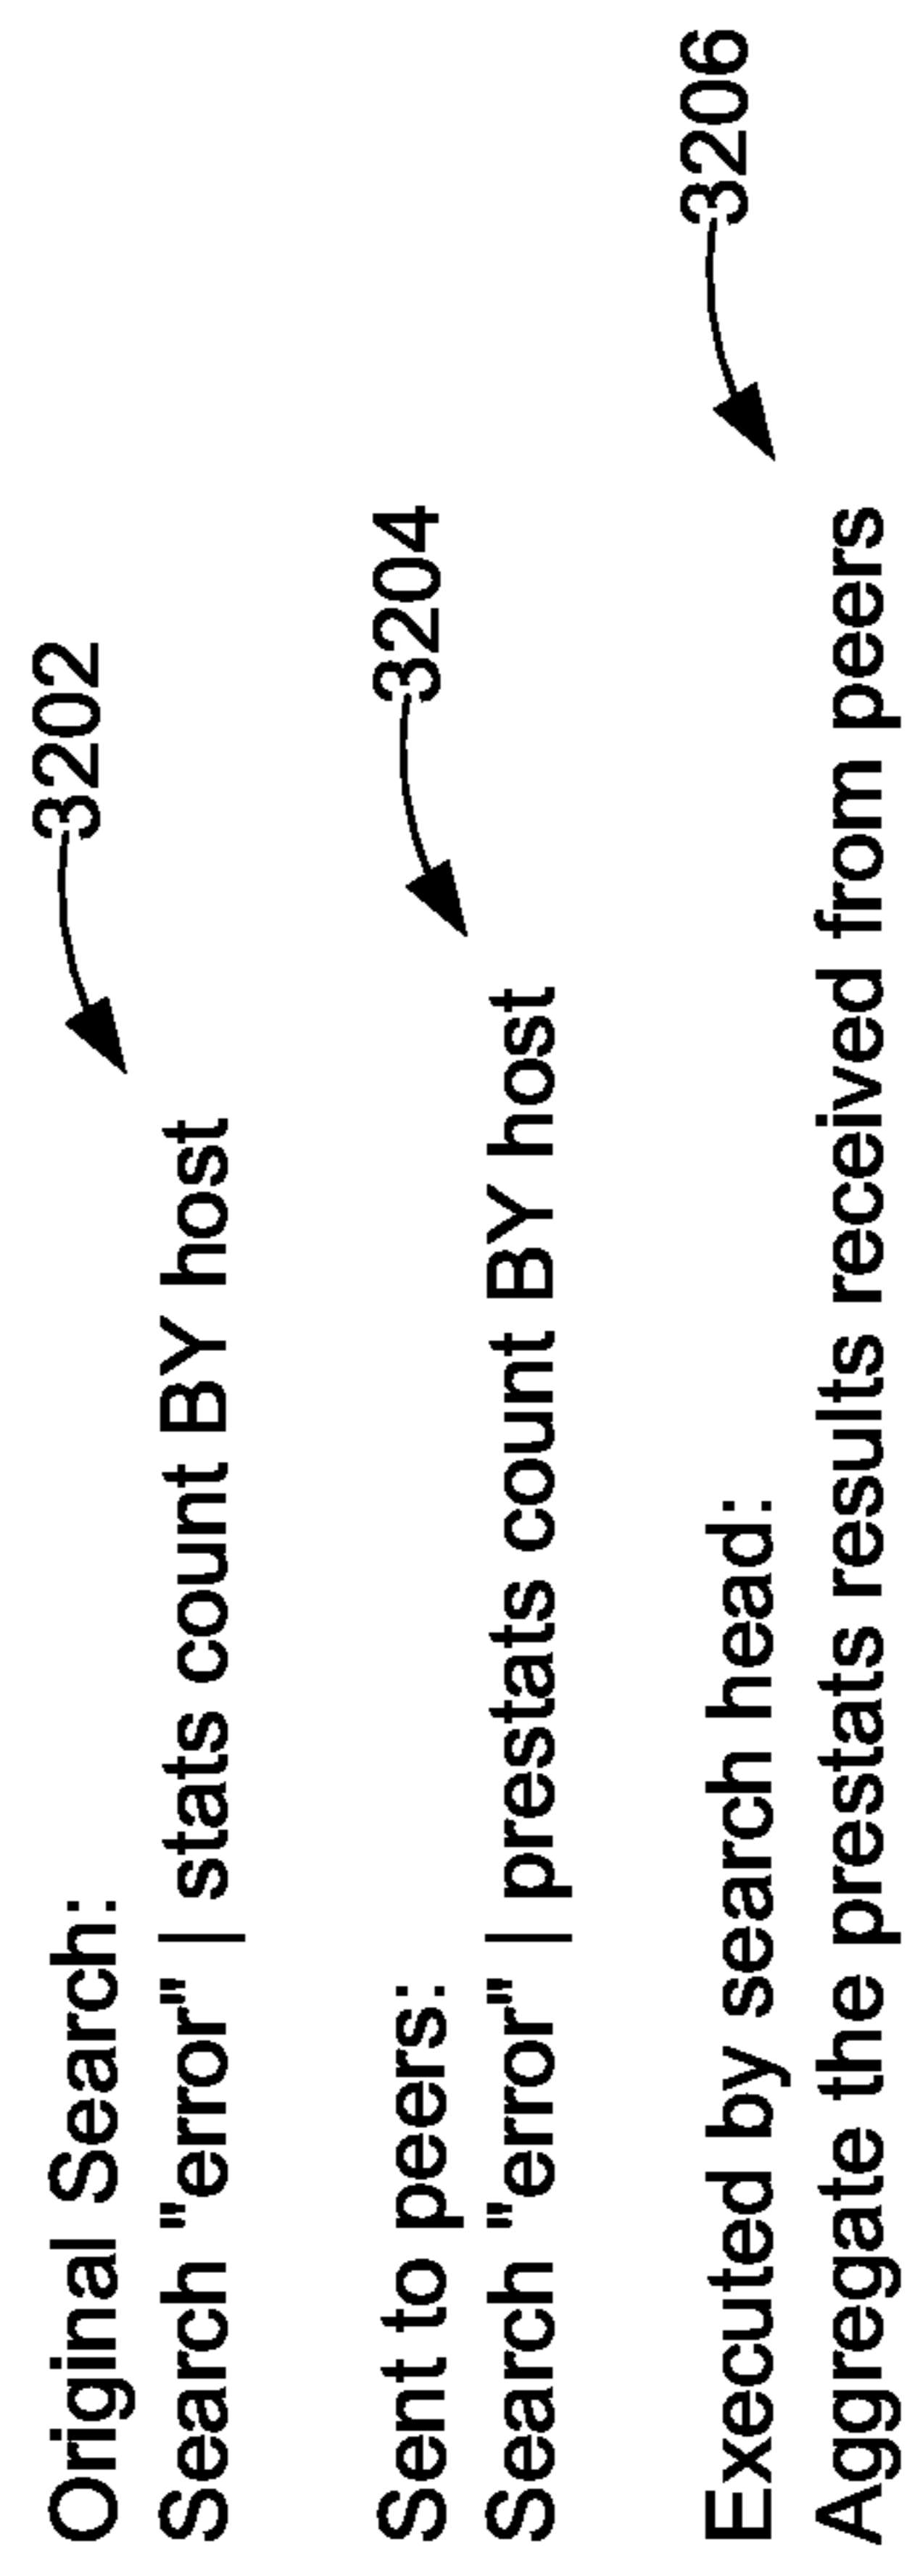 Original Search:
3202
Search "error" | stats count BY host
Sent to peers:
3204
Search "error" | prestats count BY host
Executed by search head:
3206
Aggregate the prestats results received from peers